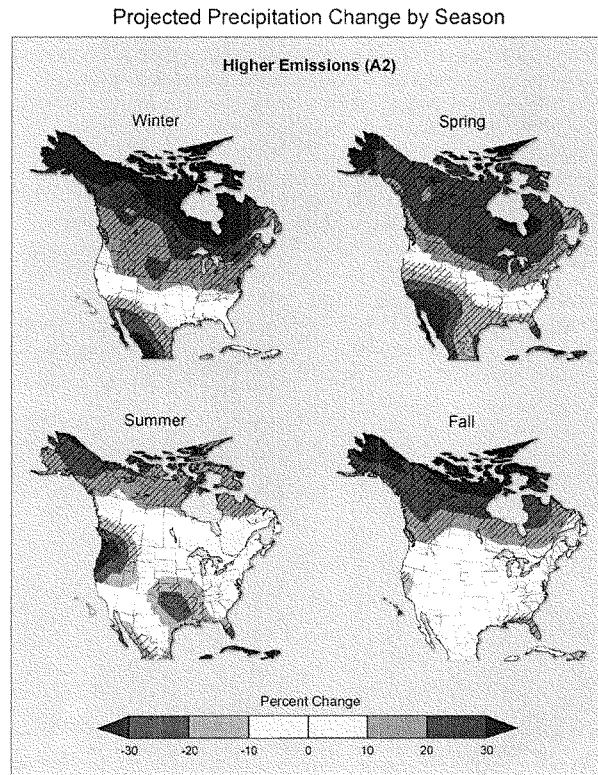 Projected Precipitation Change by Season
Higher Emissions (A2)
Winter
Spring
Summer
Fall
Percent Change
-30 -20 -10 0 10 20 30